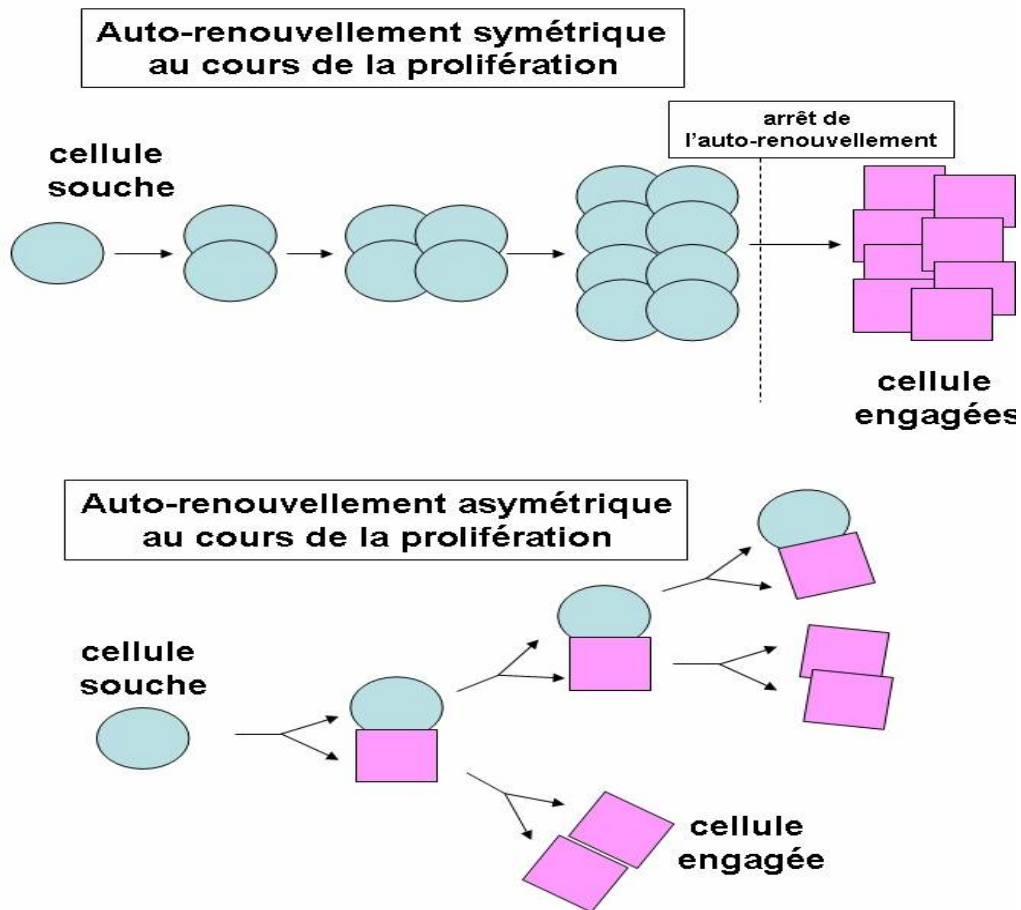 Auto-renouvellement symétrique
au cours de la prolifération
arrêt de
l'auto-renouvellement
cellule
souche
cellule
engagées
Auto-renouvellement asymétrique
au cours de la prolifération
cellule
souche
cellule
engagée